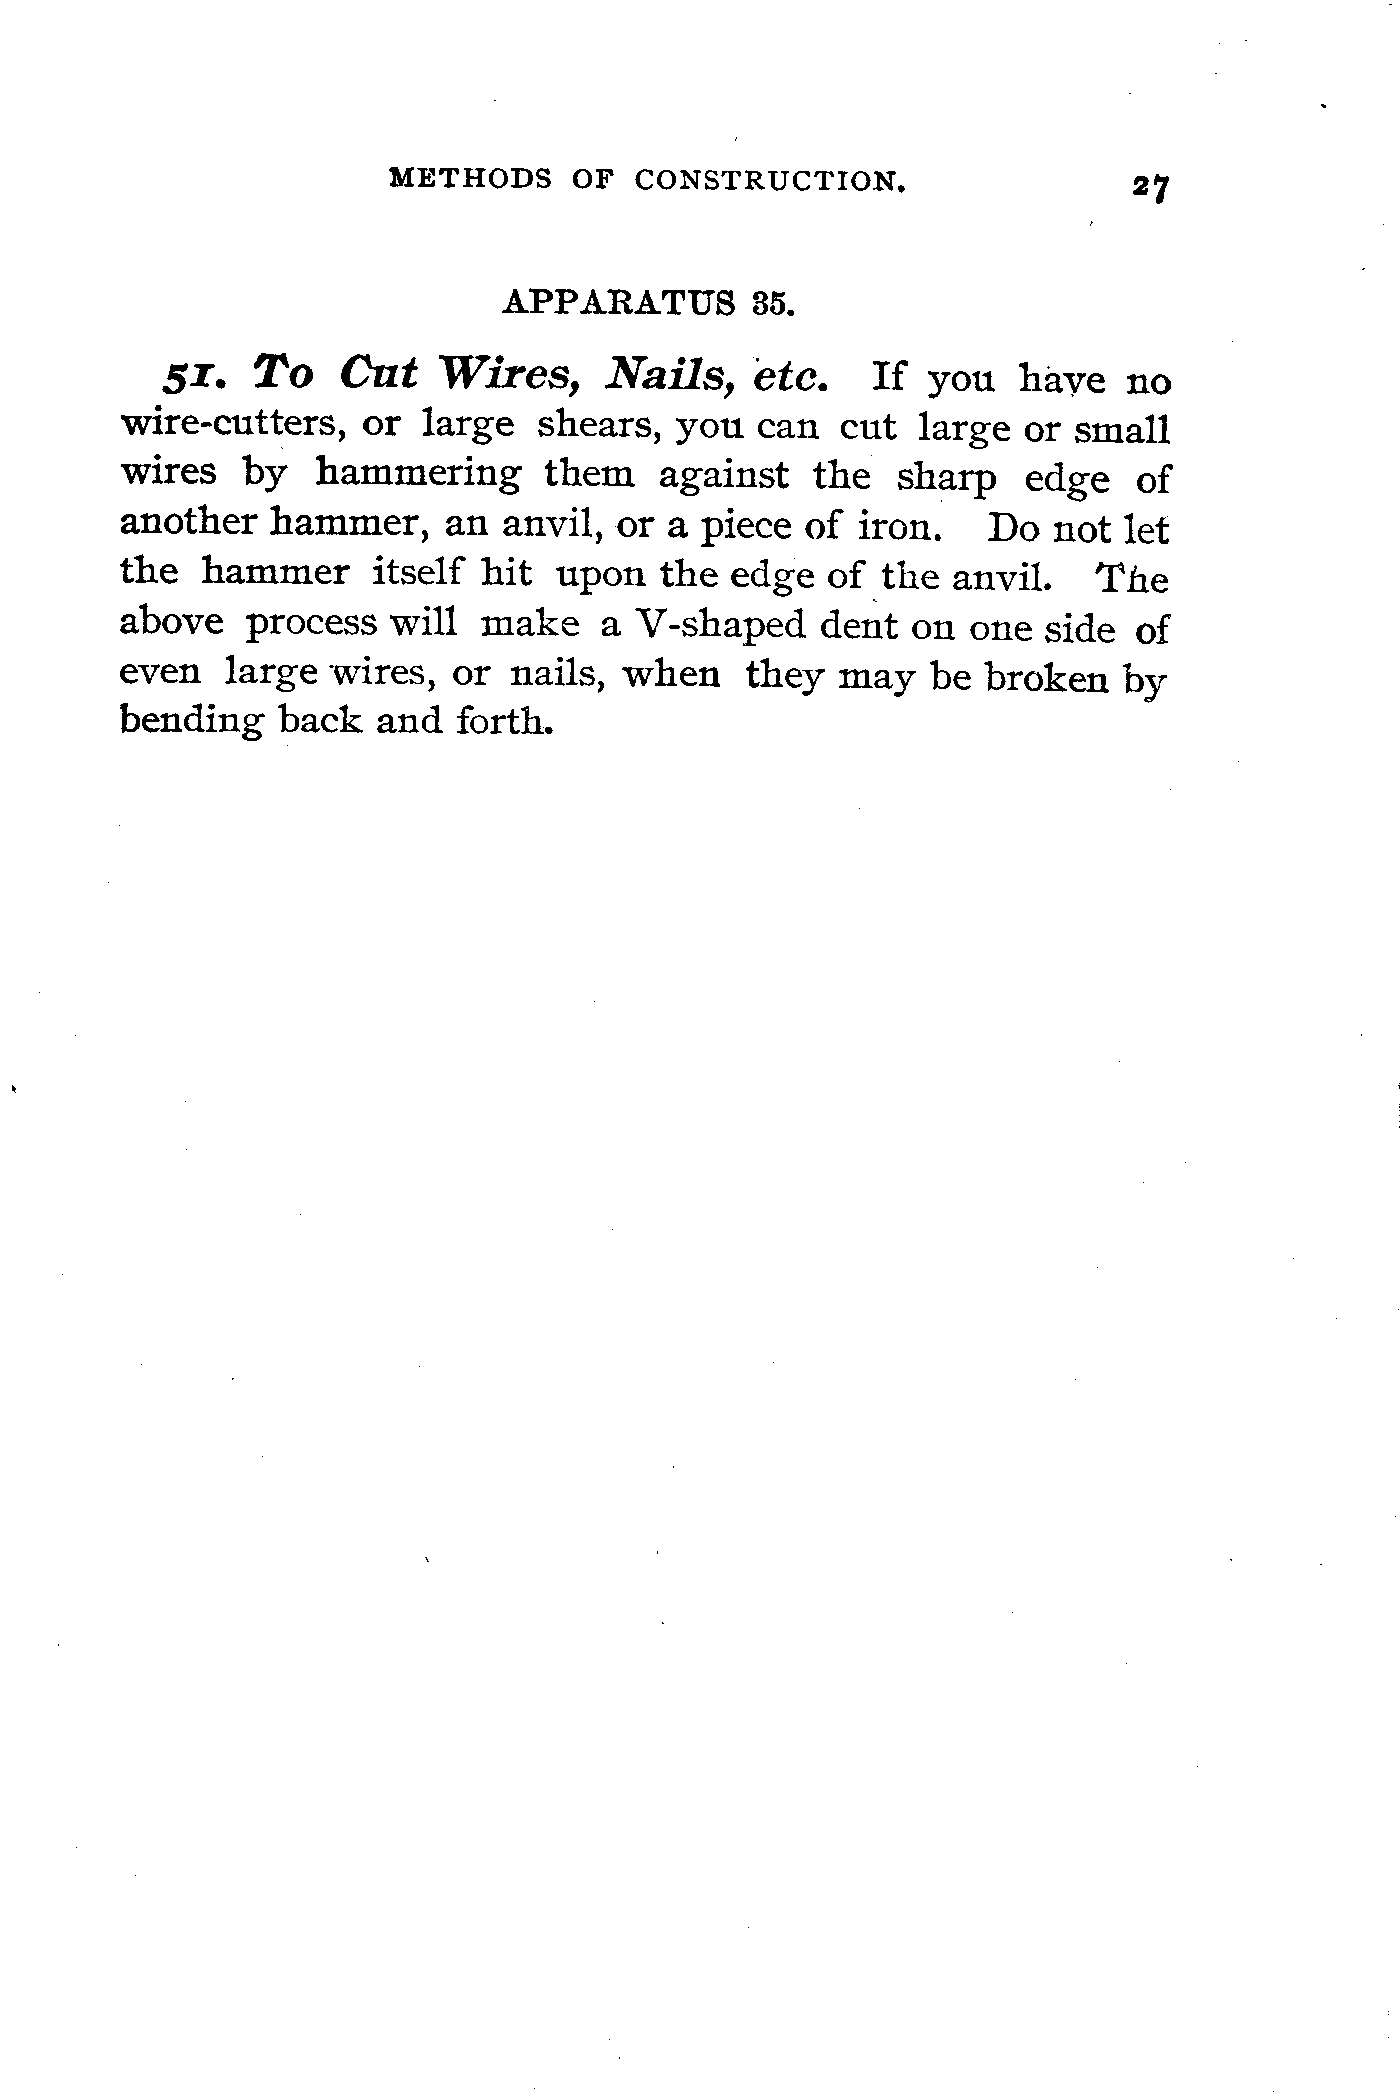 METHODS OF CONSTRUCTION. 27
APPARATUS 35.
51. To Cut Wires, Nails, etc. If you have no
wire-cutters, or large shears, you can cut large or small
wires by hammering them against the sharp edge of
another hammer, an anvil, or a piece of iron. Do not let
the hammer itself hit upon the edge of the anvil. The
above process will make a V-shaped dent on one side of
even large wires, or nails, when they may be broken by
bending back and forth.